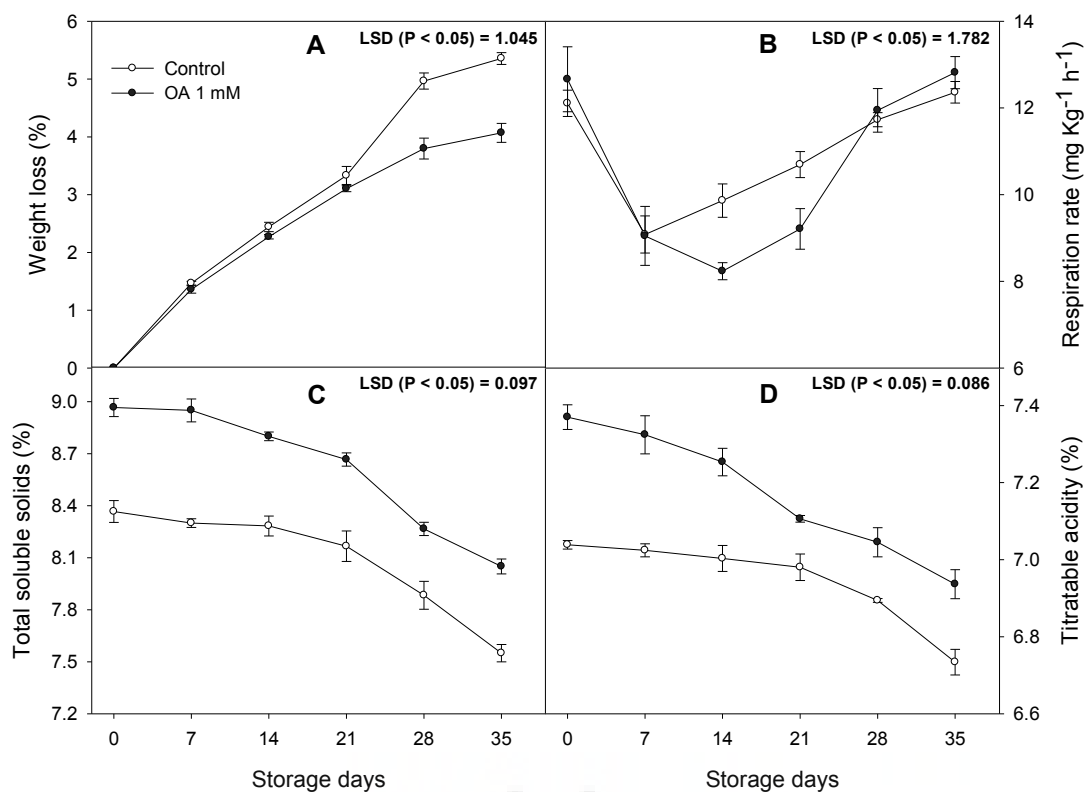 A
LSD (P < 0.05) = 1.045
Control
OA 1 mM
Weight loss (%)
6
5
4
3
2
1
0
B
LSD (P < 0.05) = 1.782
Respiration rate (mg Kg⁻¹ h⁻¹)
14
12
10
8
6
C
LSD (P < 0.05) = 0.097
Total soluble solids (%)
9.0
8.7
8.4
8.1
7.8
7.5
7.2
0 7 14 21 28 35
Storage days
D
LSD (P < 0.05) = 0.086
Titratable acidity (%)
7.4
7.2
7.0
6.8
6.6
0 7 14 21 28 35
Storage days